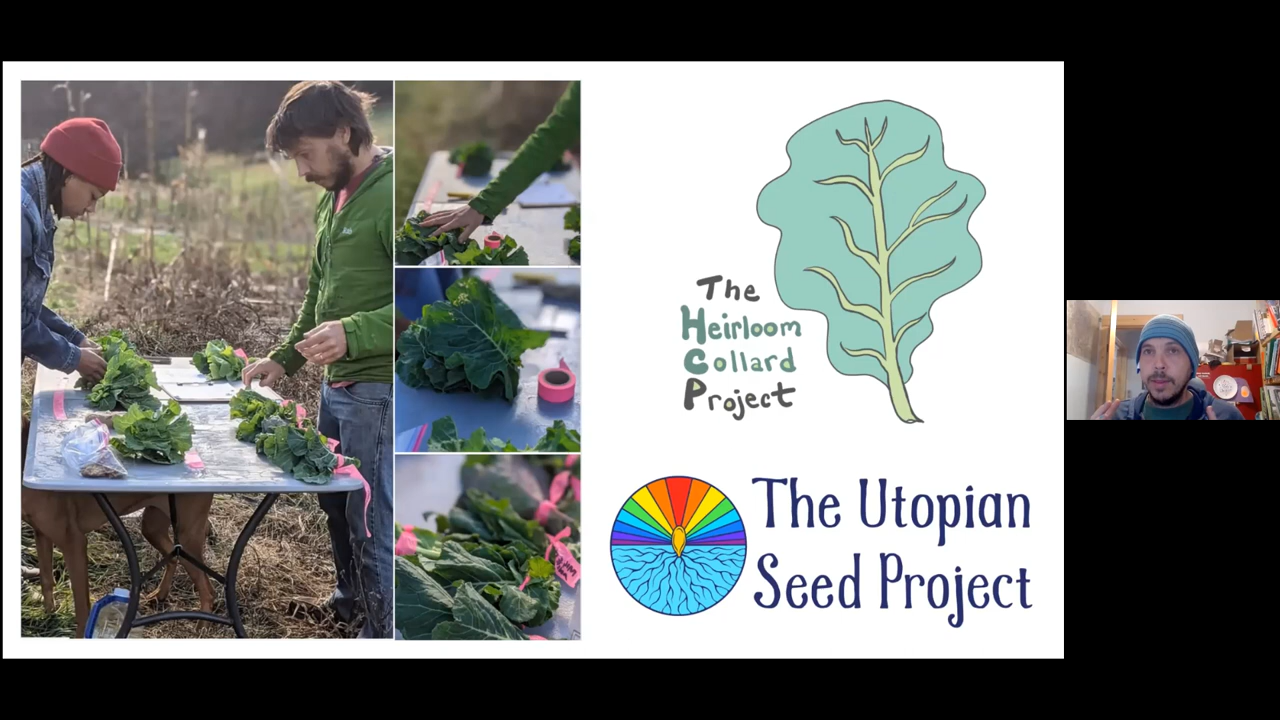 The
Heirloom
Collard
Project
The Utopian
Seed Project